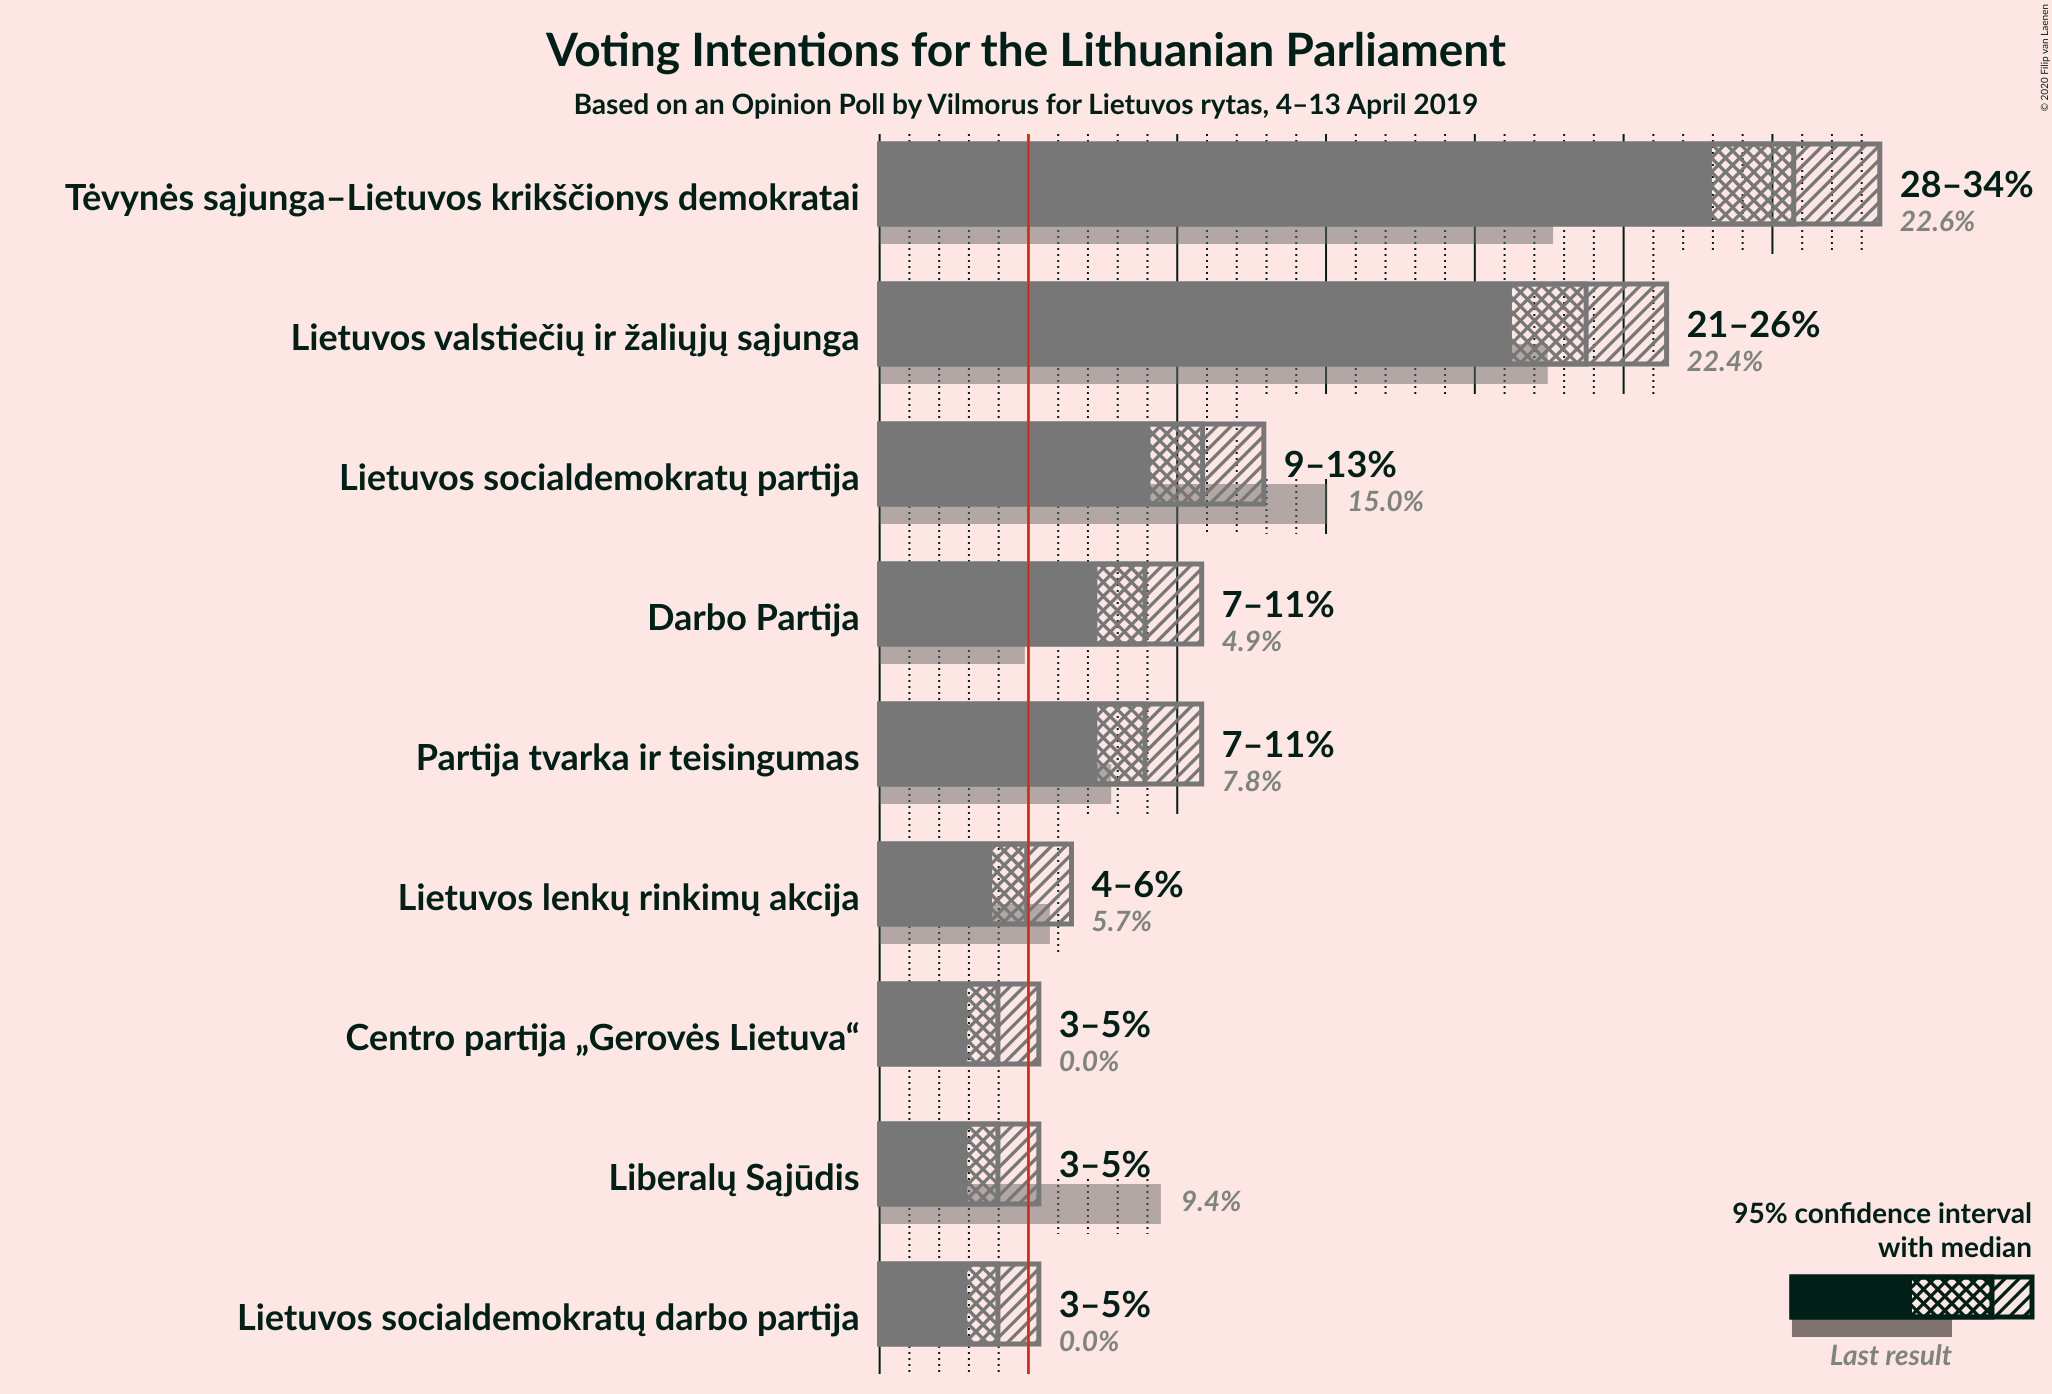 Voting Intentions for the Lithuanian Parliament
Based on an Opinion Poll by Vilmorus for Lietuvos rytas, 4–13 April 2019
© 2020 Filip van Laenen
Tėvynės sąjunga–Lietuvos krikščionys demokratai
28–34%
22.6%
Lietuvos valstiečių ir žaliųjų sąjunga
21–26%
22.4%
Lietuvos socialdemokratų partija
9–13%
15.0%
Darbo Partija
7–11%
4.9%
Partija tvarka ir teisingumas
7–11%
7.8%
Lietuvos lenkų rinkimų akcija
4–6%
5.7%
Centro partija „Gerovės Lietuva“
3–5%
0.0%
Liberalų Sąjūdis
3–5%
9.4%
Lietuvos socialdemokratų darbo partija
3–5%
0.0%
95% confidence interval
with median
Last result